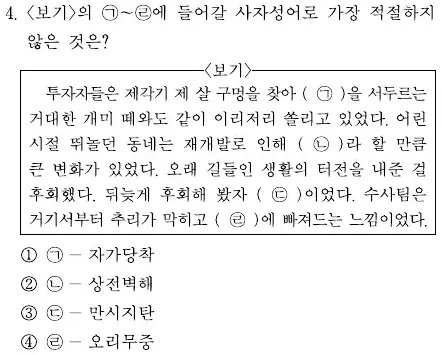 4. <보기>의 ㉠~㉣에 들어갈 사자성어로 가장 적절하지
않은 것은?
<보기>
투자자들은 제각기 제 살 구멍을 찾아 ( ㉠ )을 서두르는
거대한 개미 떼와도 같이 이리저리 쏠리고 있었다. 어린
시절 뛰놀던 동네는 재개발로 인해 ( ㉡ )라 할 만큼
큰 변화가 있었다. 오래 길들인 생활의 터전을 내준 걸
후회했다. 뒤늦게 후회해 봤자 ( ㉢ )이었다. 수사팀은
거기서부터 추리가 막히고 ( ㉣ )에 빠져드는 느낌이었다.
① ㉠ - 자가당착
② ㉡ - 상전벽해
③ ㉢ - 만시지탄
④ ㉣ - 오리무중